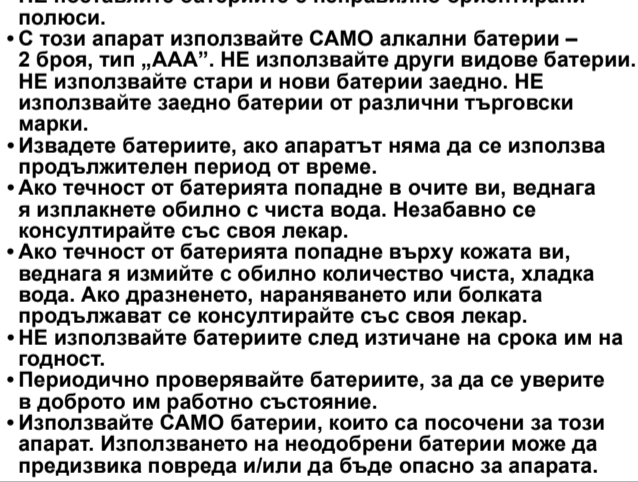 НЕ поставяйте батериите с неправилно ориентирани
полюси.
• С този апарат използвайте САМО алкални батерии –
2 броя, тип „ААА”. НЕ използвайте други видове батерии.
НЕ използвайте стари и нови батерии заедно. НЕ
използвайте заедно батерии от различни търговски
марки.
• Извадете батериите, ако апаратът няма да се използва
продължителен период от време.
• Ако течност от батерията попадне в очите ви, веднага
я изплакнете обилно с чиста вода. Незабавно се
консултирайте със своя лекар.
• Ако течност от батерията попадне върху кожата ви,
веднага я измийте с обилно количество чиста, хладка
вода. Ако дразненето, нараняването или болката
продължават се консултирайте със своя лекар.
• НЕ използвайте батериите след изтичане на срока им на
годност.
• Периодично проверявайте батериите, за да се уверите
в доброто им работно състояние.
• Използвайте САМО батерии, които са посочени за този
апарат. Използването на неодобрени батерии може да
предизвика повреда и/или да бъде опасно за апарата.